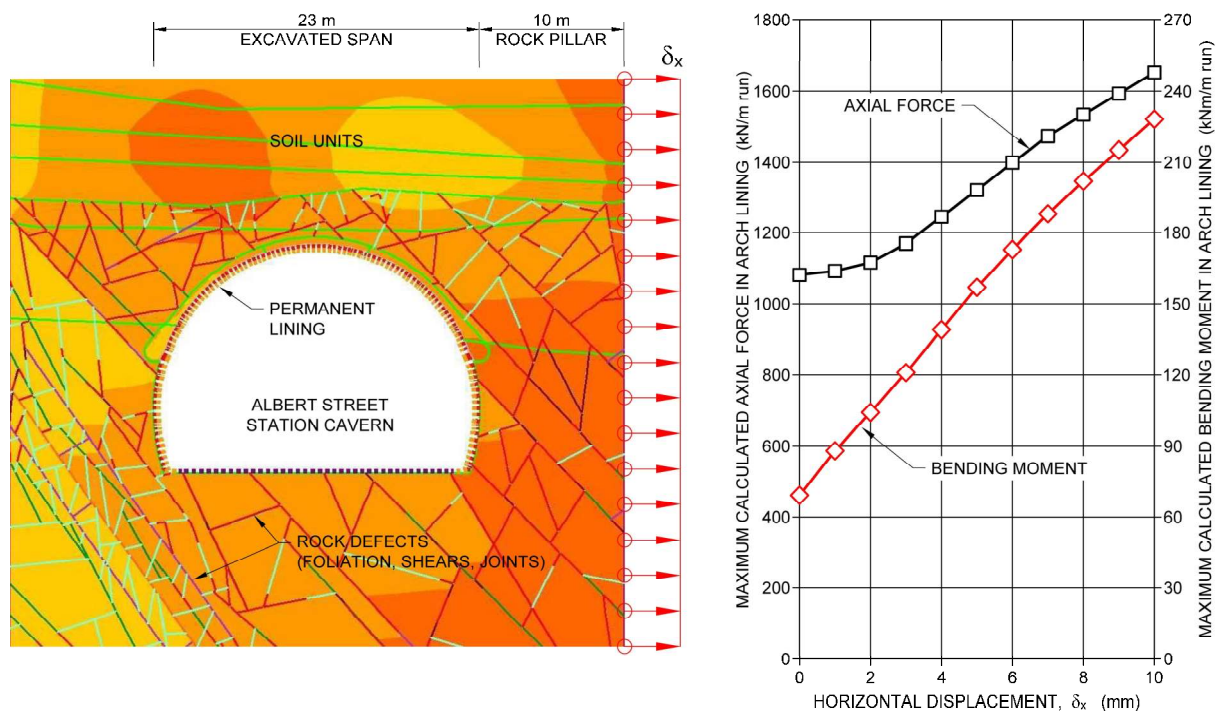 23 m
EXCAVATED SPAN
10 m
ROCK PILLAR
δx
SOIL UNITS
PERMANENT
LINING
ALBERT STREET
STATION CAVERN
ROCK DEFECTS
(FOLIATION, SHEARS, JOINTS)
MAXIMUM CALCULATED AXIAL FORCE IN ARCH LINING (kN/m run)
1800
1600
1400
1200
1000
800
600
400
200
0
AXIAL FORCE
BENDING MOMENT
270
240
210
180
150
120
90
60
30
0
MAXIMUM CALCULATED BENDING MOMENT IN ARCH LINING (kNm/m run)
0 2 4 6 8 10
HORIZONTAL DISPLACEMENT, δx (mm)